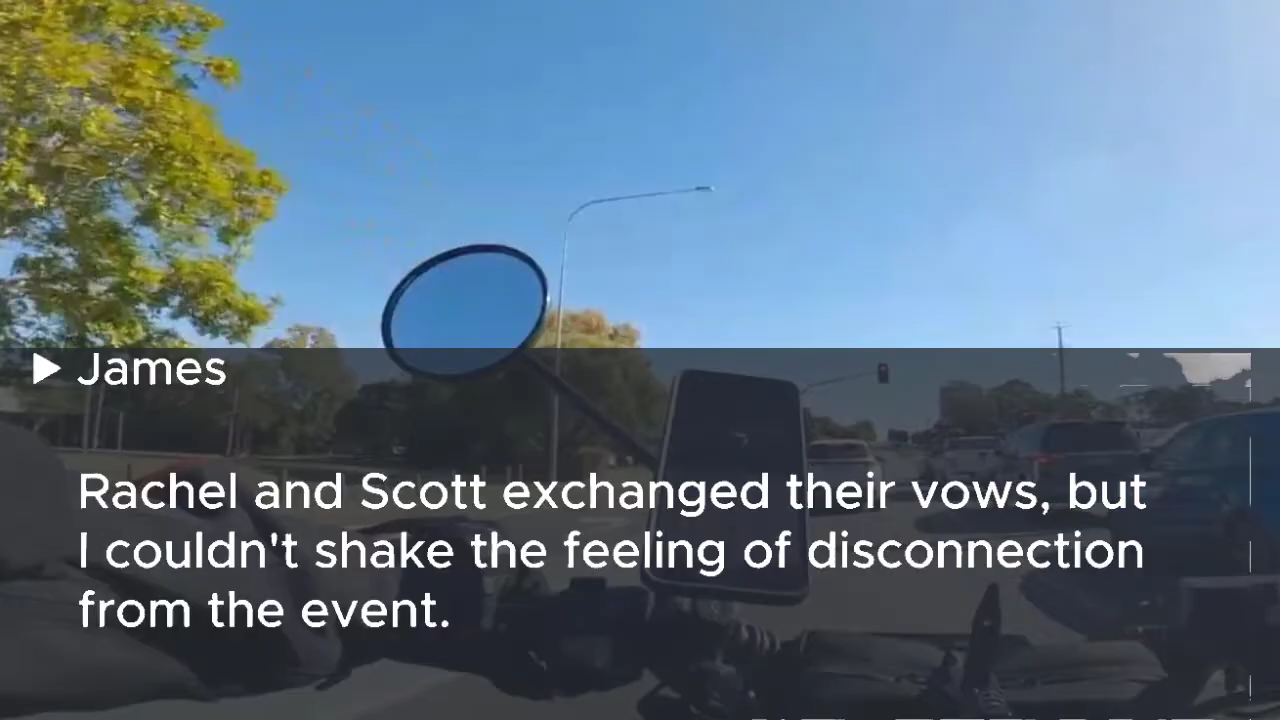 James
Rachel and Scott exchanged their vows, but
I couldn't shake the feeling of disconnection
from the event.